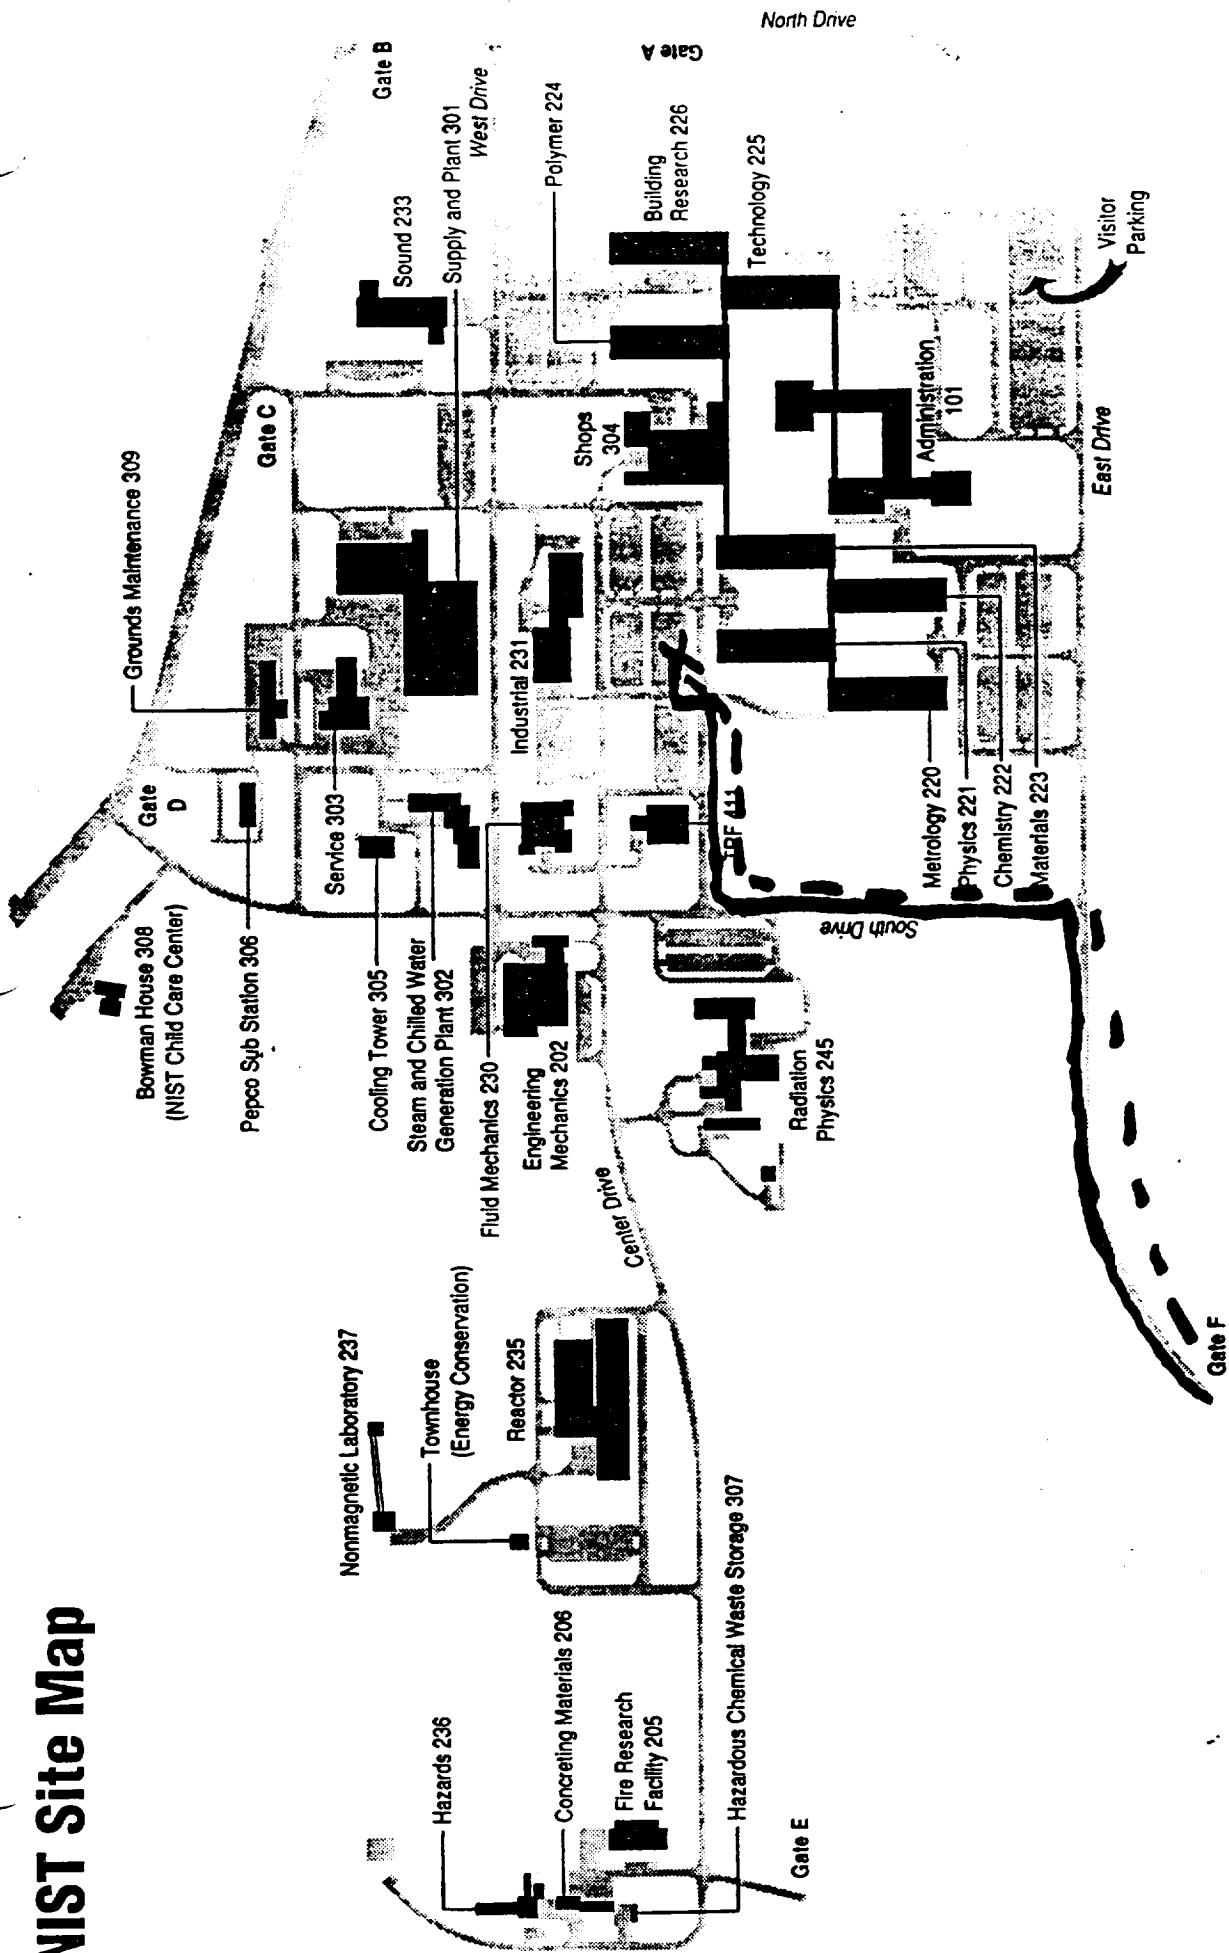 NIST Site Map
Bowman House 308
(NIST Child Care Center)
Gate
D
Grounds Maintenance 309
Gate C
Gate B
Pepco Sub Station 306
Service 303
Sound 233
Supply and Plant 301
West Drive
Cooling Tower 305
Steam and Chilled Water
Generation Plant 302
Fluid Mechanics 230
Industrial 231
Shops
304
Polymer 224
Gate A
North Drive
Engineering
Mechanics 202
Building
Research 226
Technology 225
Nonmagnetic Laboratory 237
Townhouse
(Energy Conservation)
Reactor 235
Center Drive
TRF 411
Radiation
Physics 245
South Drive
Administration
101
Metrology 220
Physics 221
Chemistry 222
Materials 223
East Drive
Visitor
Parking
Hazards 236
Concreting Materials 206
Fire Research
Facility 205
Hazardous Chemical Waste Storage 307
Gate E
Gate F